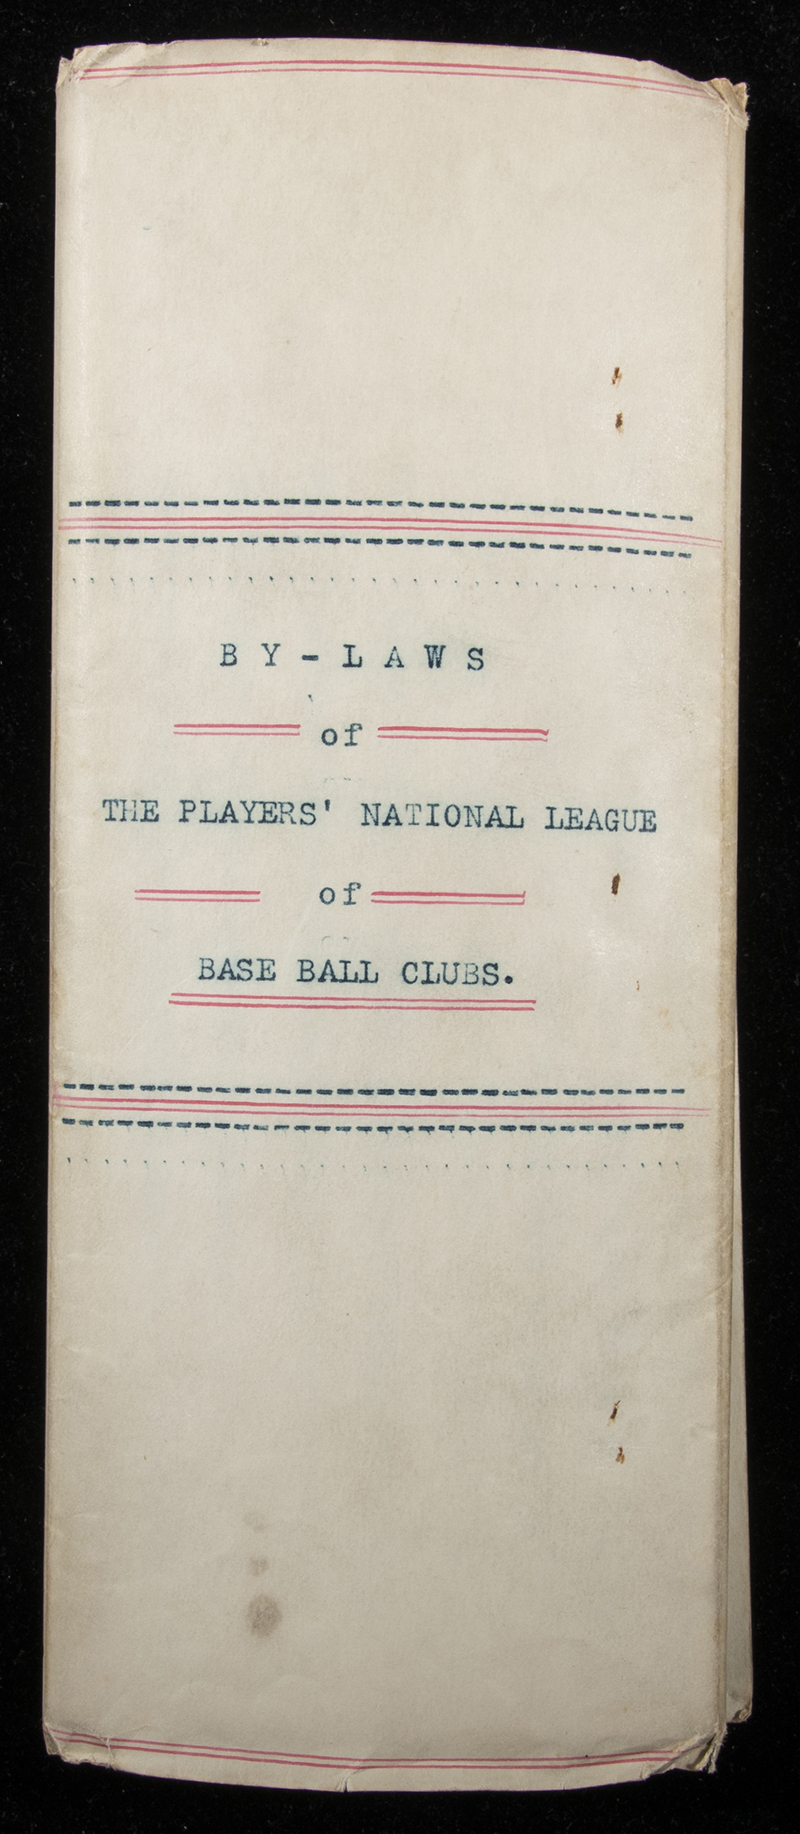 BY-LAWS
of
THE PLAYERS' NATIONAL LEAGUE
of
BASE BALL CLUBS.